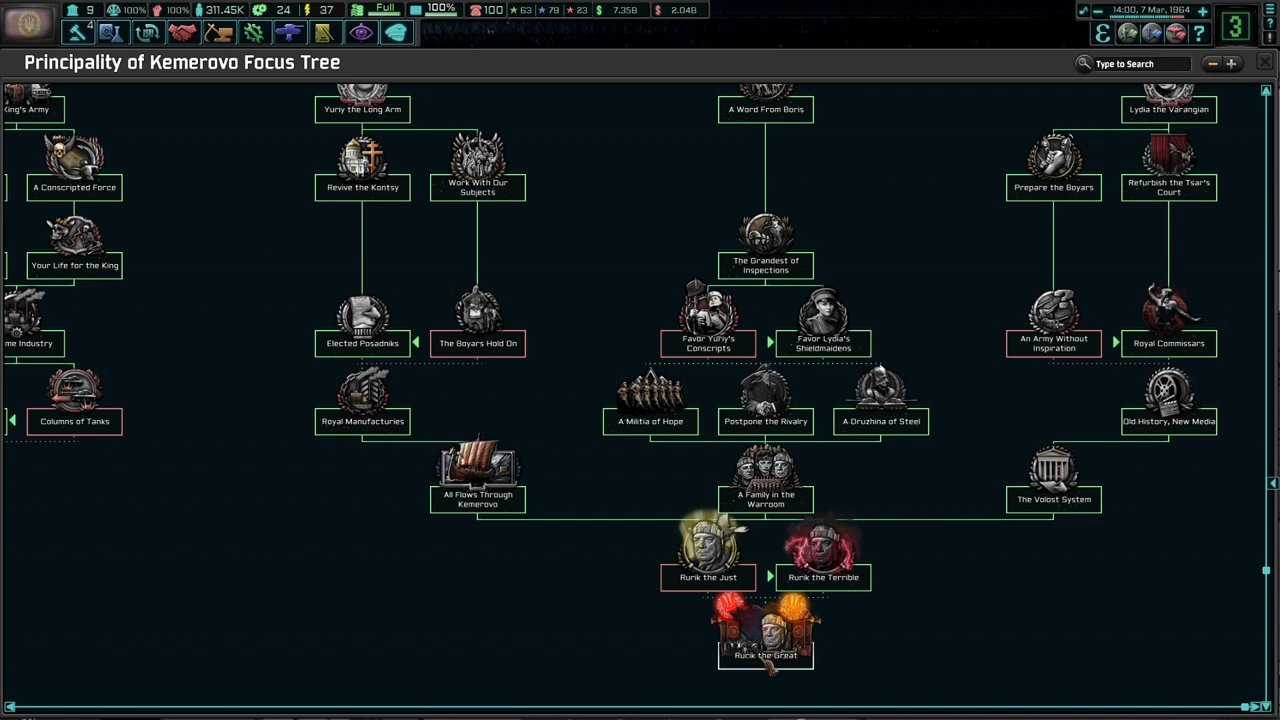 9 100% 100% 311.45K 24 37 Full 100% 100 63 79 23 7.35B 2.04B 14:00, 7 Mar, 1964
4 3
Principality of Kemerovo Focus Tree
Type to Search
King's Army
Yuriy the Long Arm
A Word From Boris
Lydia the Varangian
A Conscripted Force
Revive the Kontsy
Work With Our
Subjects
Prepare the Boyars
Refurbish the Tsar's
Court
Your Life for the King
The Grandest of
Inspections
Industry
Elected Posadniks
The Boyars Hold On
Favor Yuriy's
Conscripts
Favor Lydia's
Shieldmaidens
An Army Without
Inspiration
Royal Commissars
Columns of Tanks
Royal Manufacturies
A Militia of Hope
Postpone the Rivalry
A Druzhina of Steel
Old History, New Media
All Flows Through
Kemerovo
A Family in the
Warroom
The Volost System
Rurik the Just
Rurik the Terrible
Rurik the Great